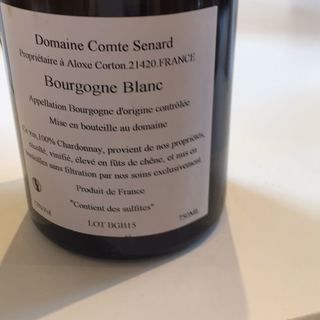 Domaine Comte Senard
Propriétaire à Aloxe Corton.21420.FRANCE
Bourgogne Blanc
Appellation Bourgogne d'origine contrôlée
Mise en bouteille au domaine
Ce vin,100% Chardonnay, provient de nos propriétés,
récolté, vinifié, élevé en fûts de chêne, et mis en
bouteilles sans filtration par nos soins exclusivement.
Produit de France
"Contient des sulfites"
750ML
LOT BGB15